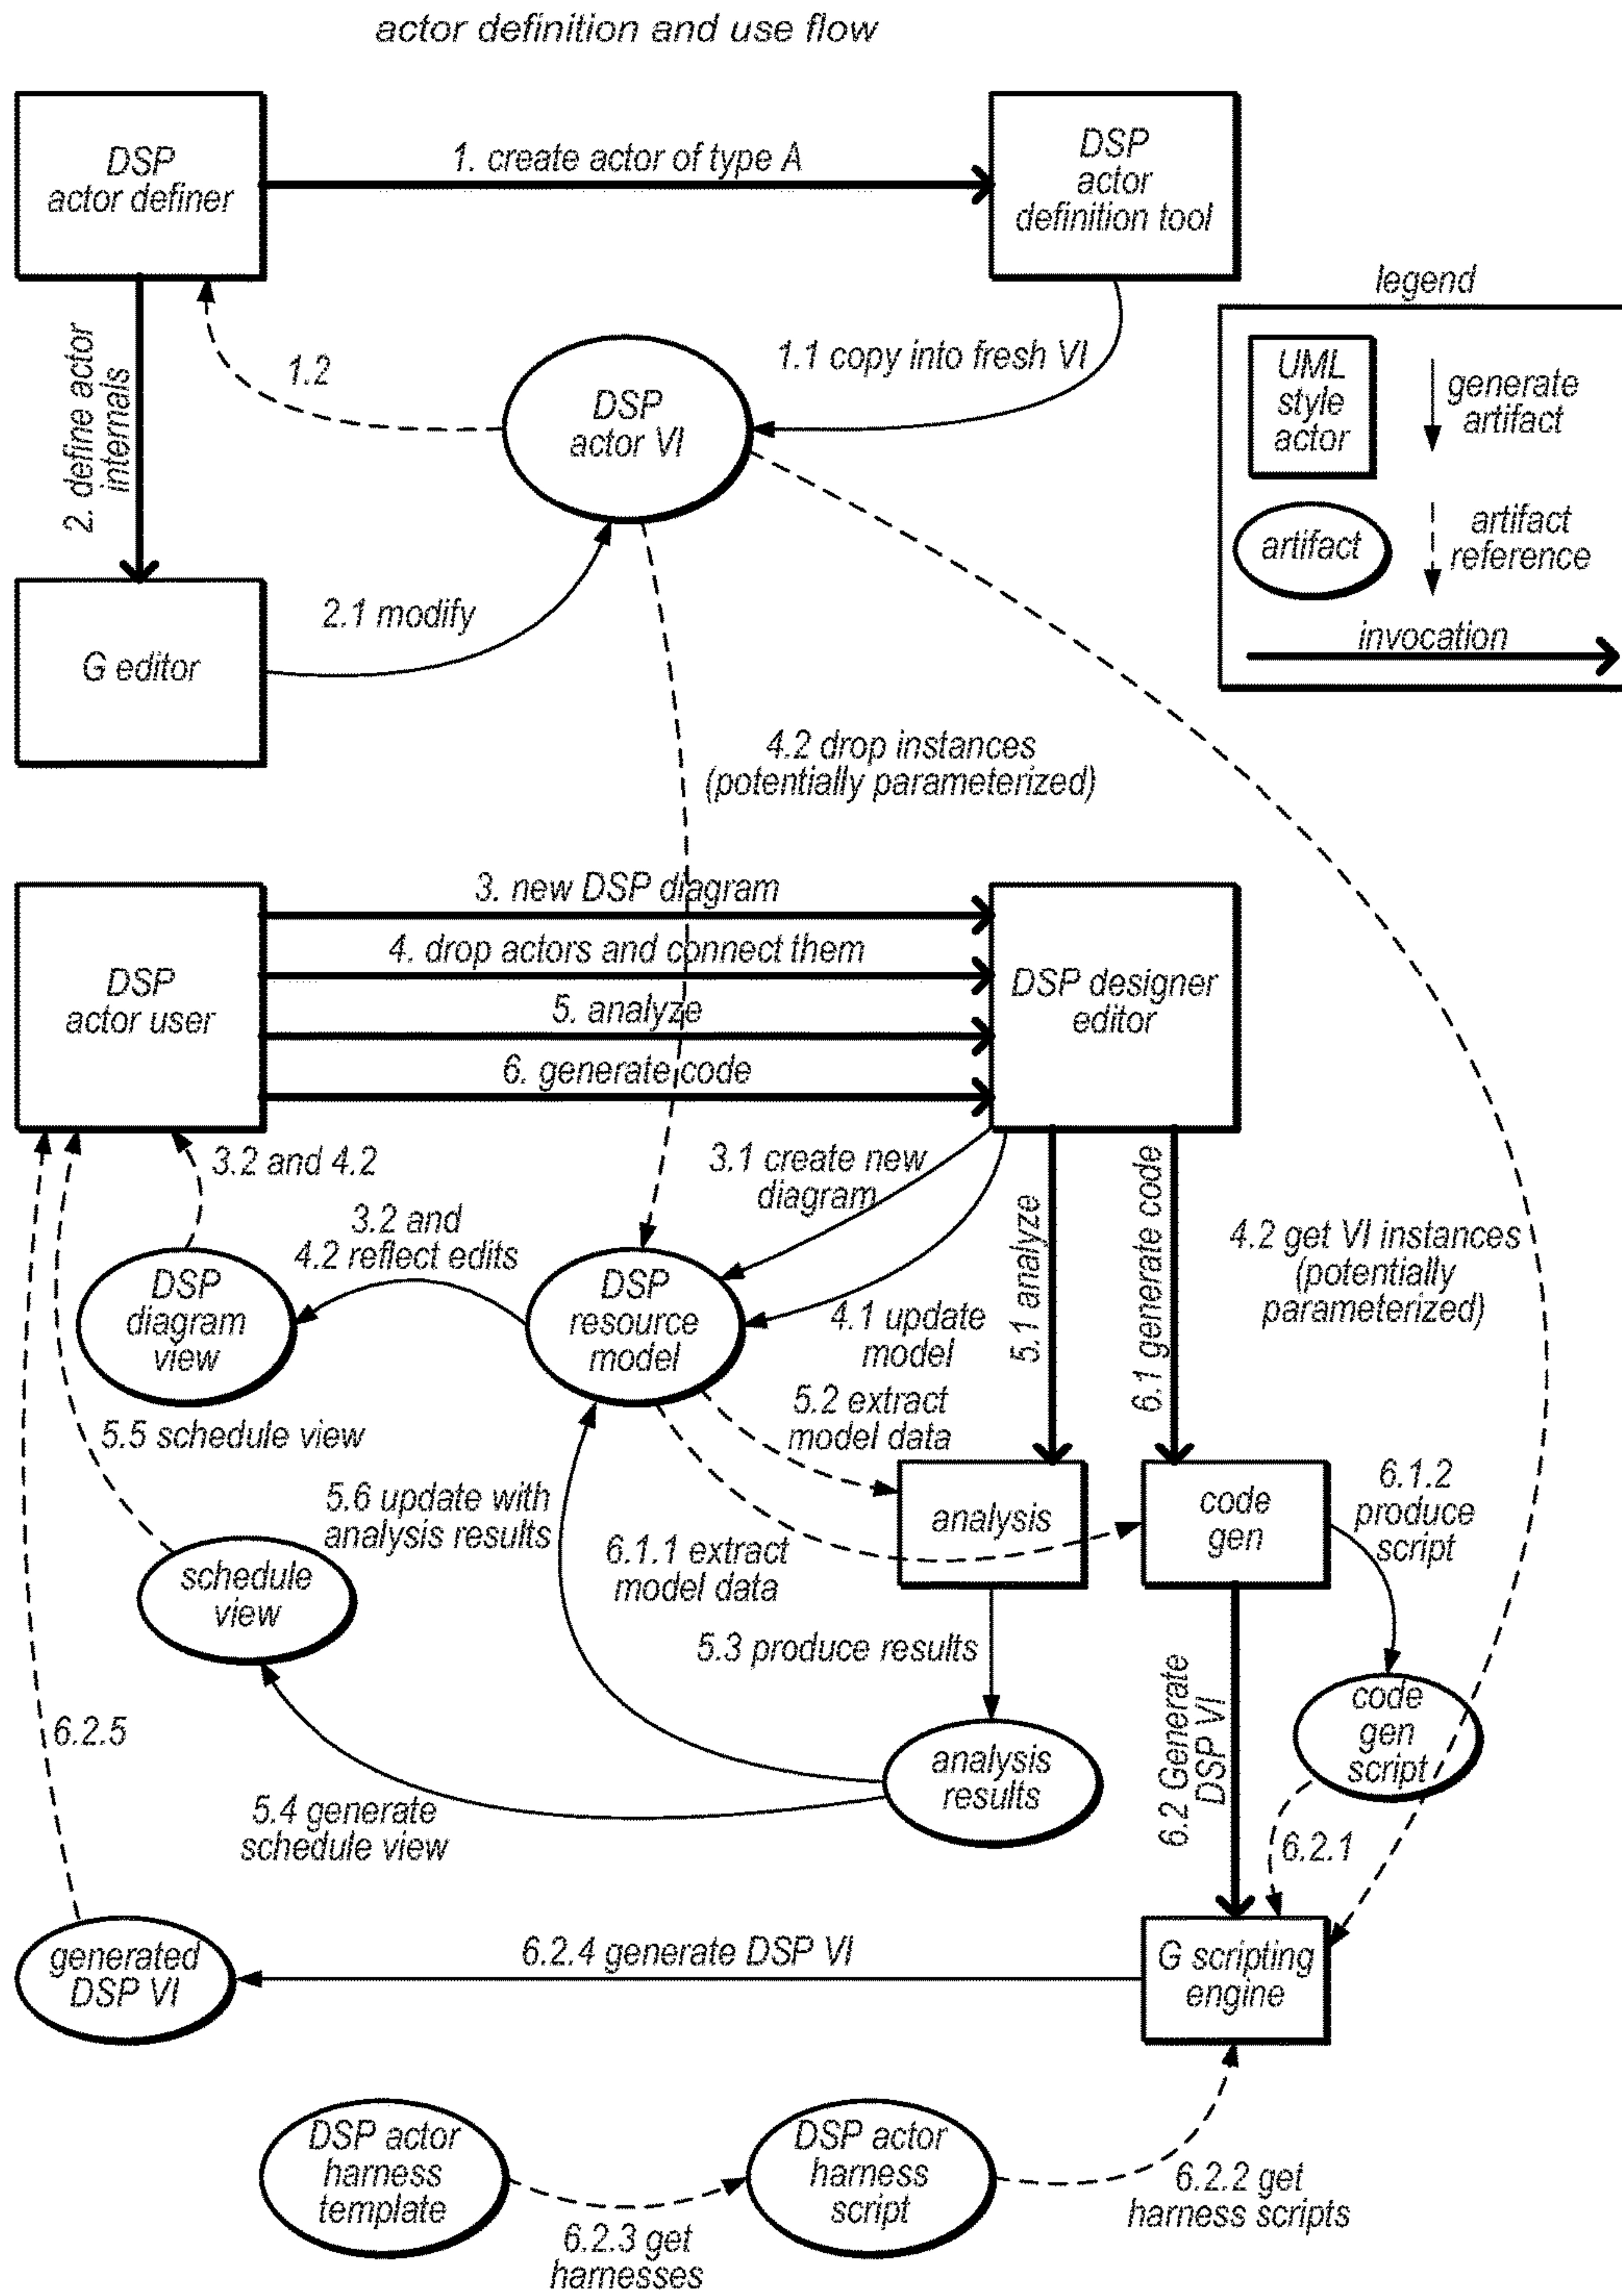 actor definition and use flow
DSP
actor definer
1. create actor of type A
DSP
actor
definition tool
legend
UML
style
actor
generate
artifact
artifact
artifact
reference
invocation
1.2
1.1 copy into fresh VI
DSP
actor VI
2. define actor
internals
2.1 modify
G editor
4.2 drop instances
(potentially parameterized)
3. new DSP diagram
4. drop actors and connect them
5. analyze
6. generate code
DSP
actor user
DSP designer
editor
3.2 and 4.2
3.1 create new
diagram
3.2 and
4.2 reflect edits
5.1 analyze
6.1 generate code
4.2 get VI instances
(potentially
parameterized)
DSP
diagram
view
DSP
resource
model
4.1 update
model
5.2 extract
model data
5.5 schedule view
5.6 update with
analysis results
6.1.1 extract
model data
analysis
code
gen
6.1.2
produce
script
schedule
view
5.3 produce results
6.2 Generate
DSP VI
code
gen
script
6.2.5
analysis
results
5.4 generate
schedule view
6.2.1
generated
DSP VI
6.2.4 generate DSP VI
G scripting
engine
DSP actor
harness
template
DSP actor
harness
script
6.2.3 get
harnesses
6.2.2 get
harness scripts